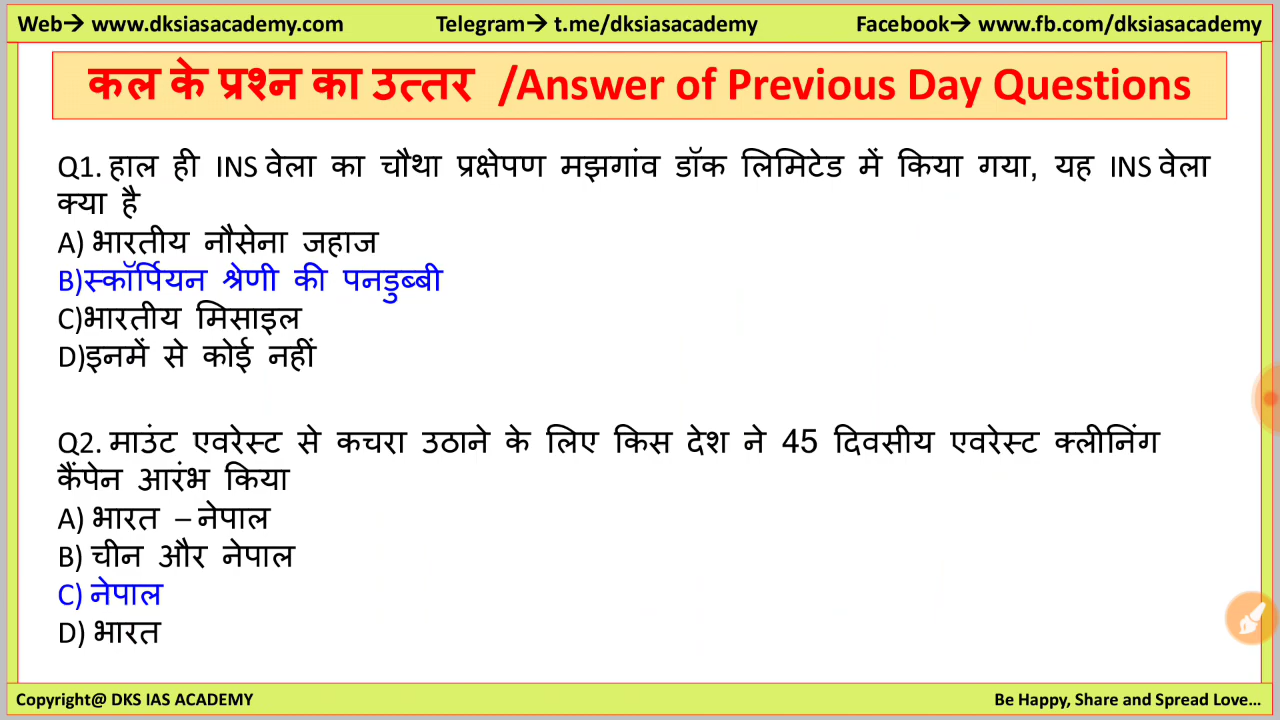 Web→ www.dksiasacademy.com Telegram→ t.me/dksiasacademy Facebook→ www.fb.com/dksiasacademy
कल के प्रश्न का उत्तर /Answer of Previous Day Questions
Q1. हाल ही INS वेला का चौथा प्रक्षेपण मझगांव डॉक लिमिटेड में किया गया, यह INS वेला
क्या है
A) भारतीय नौसेना जहाज
B)स्कॉर्पियन श्रेणी की पनडुब्बी
C)भारतीय मिसाइल
D)इनमें से कोई नहीं
Q2. माउंट एवरेस्ट से कचरा उठाने के लिए किस देश ने 45 दिवसीय एवरेस्ट क्लीनिंग
कैंपेन आरंभ किया
A) भारत – नेपाल
B) चीन और नेपाल
C) नेपाल
D) भारत
Copyright@ DKS IAS ACADEMY Be Happy, Share and Spread Love...